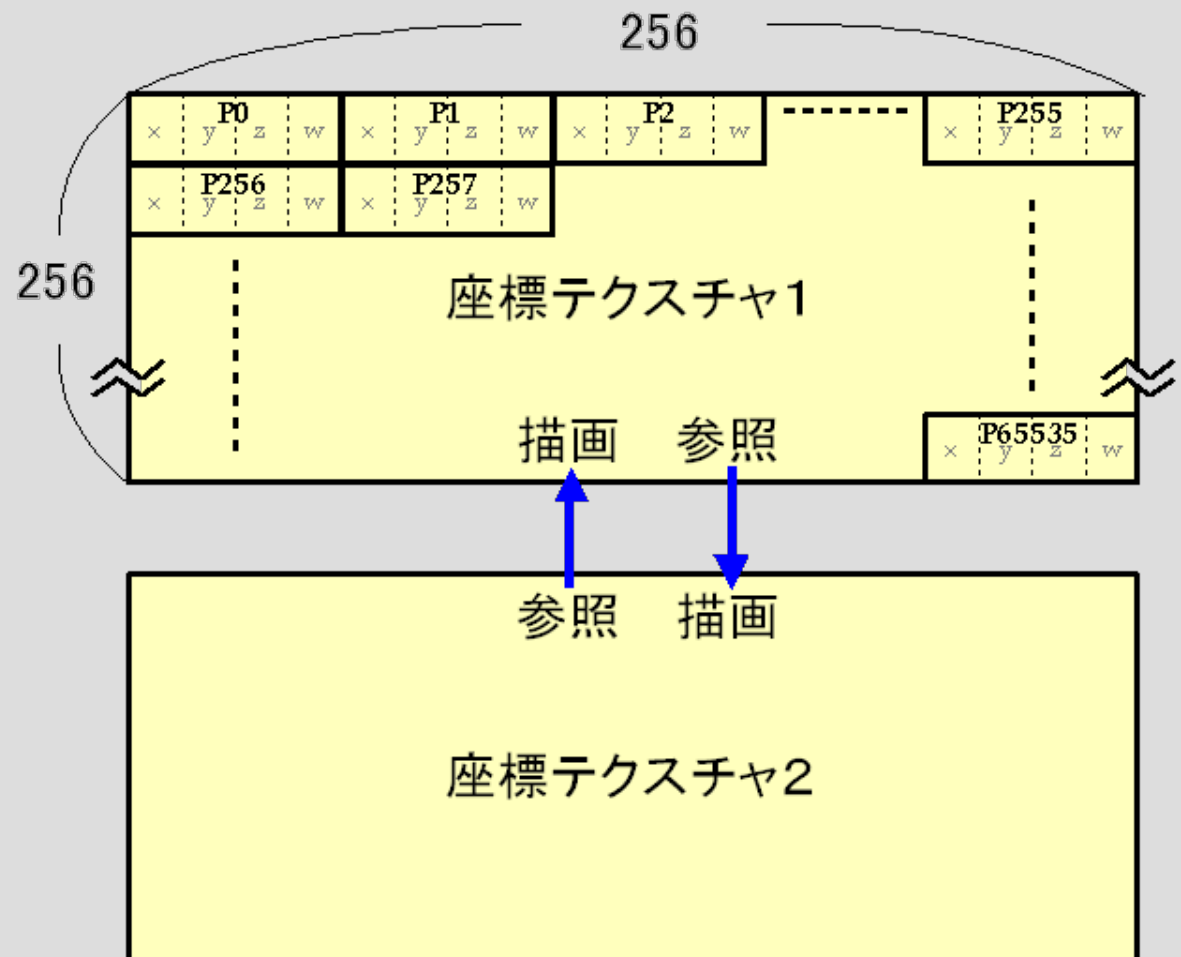 256
P0 P1 P2 P255
x y z w x y z w x y z w x y z w
P256 P257
x y z w x y z w
256
座標テクスチャ1
描画 参照
P65535
x y z w
参照 描画
座標テクスチャ2